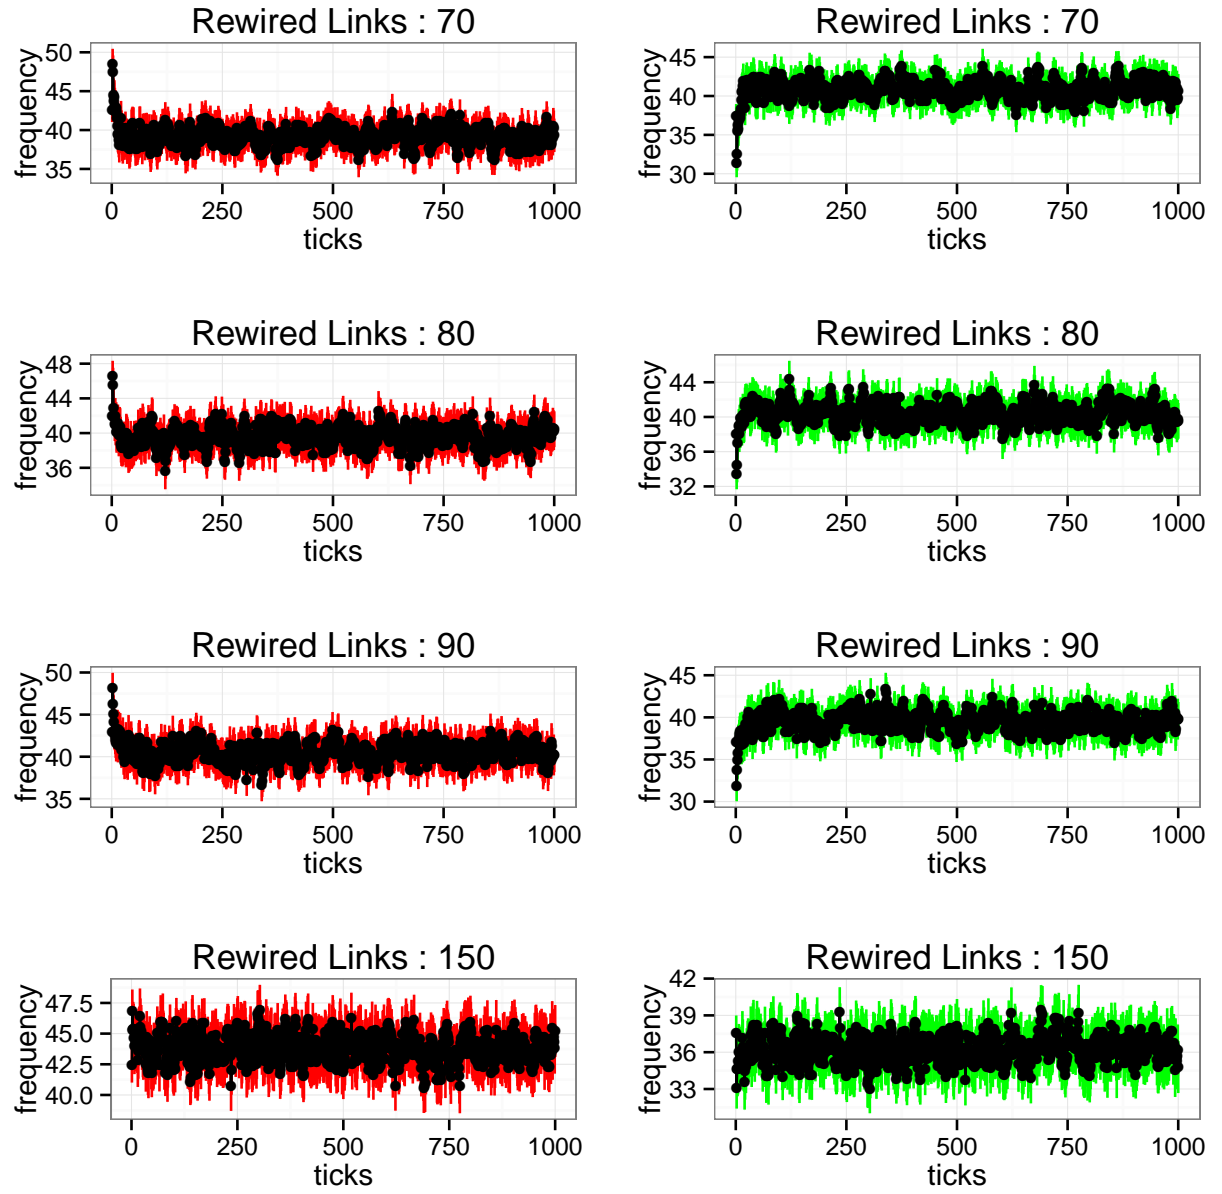 Rewired Links : 70
frequency
50
45
40
35
0 250 500 750 1000
ticks
Rewired Links : 70
frequency
45
40
35
30
0 250 500 750 1000
ticks
Rewired Links : 80
frequency
48
44
40
36
0 250 500 750 1000
ticks
Rewired Links : 80
frequency
44
40
36
32
0 250 500 750 1000
ticks
Rewired Links : 90
frequency
50
45
40
35
0 250 500 750 1000
ticks
Rewired Links : 90
frequency
45
40
35
30
0 250 500 750 1000
ticks
Rewired Links : 150
frequency
47.5
45.0
42.5
40.0
0 250 500 750 1000
ticks
Rewired Links : 150
frequency
42
39
36
33
0 250 500 750 1000
ticks